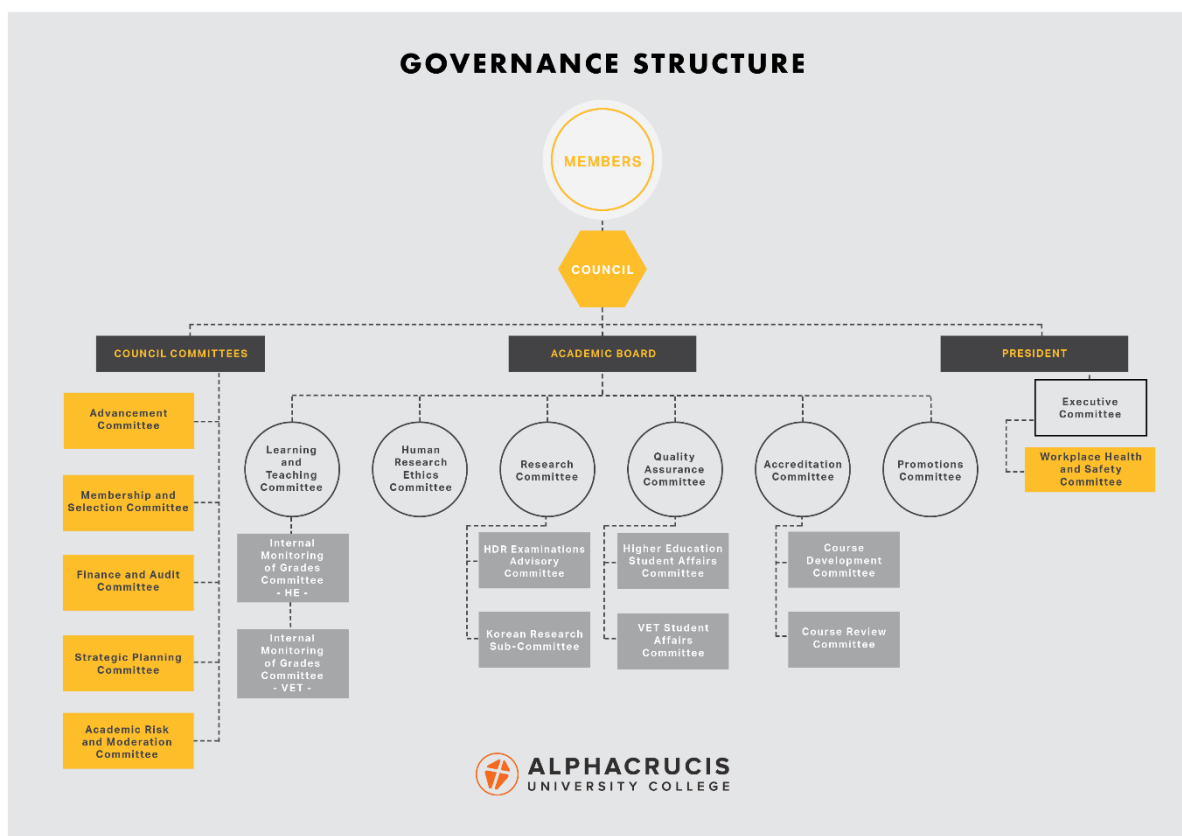 GOVERNANCE STRUCTURE
MEMBERS
COUNCIL
COUNCIL COMMITTEES
ACADEMIC BOARD
PRESIDENT
Advancement
Committee
Membership and
Selection Committee
Finance and Audit
Committee
Strategic Planning
Committee
Academic Risk
and Moderation
Committee
Learning
and
Teaching
Committee
Internal
Monitoring
of Grades
Committee
- HE -
Internal
Monitoring
of Grades
Committee
- VET -
Human
Research
Ethics
Committee
Research
Committee
HDR Examinations
Advisory
Committee
Korean Research
Sub-Committee
Quality
Assurance
Committee
Higher Education
Student Affairs
Committee
VET Student
Affairs
Committee
Accreditation
Committee
Course
Development
Committee
Course Review
Committee
Promotions
Committee
Executive
Committee
Workplace Health
and Safety
Committee
ALPHACRUCIS
UNIVERSITY COLLEGE